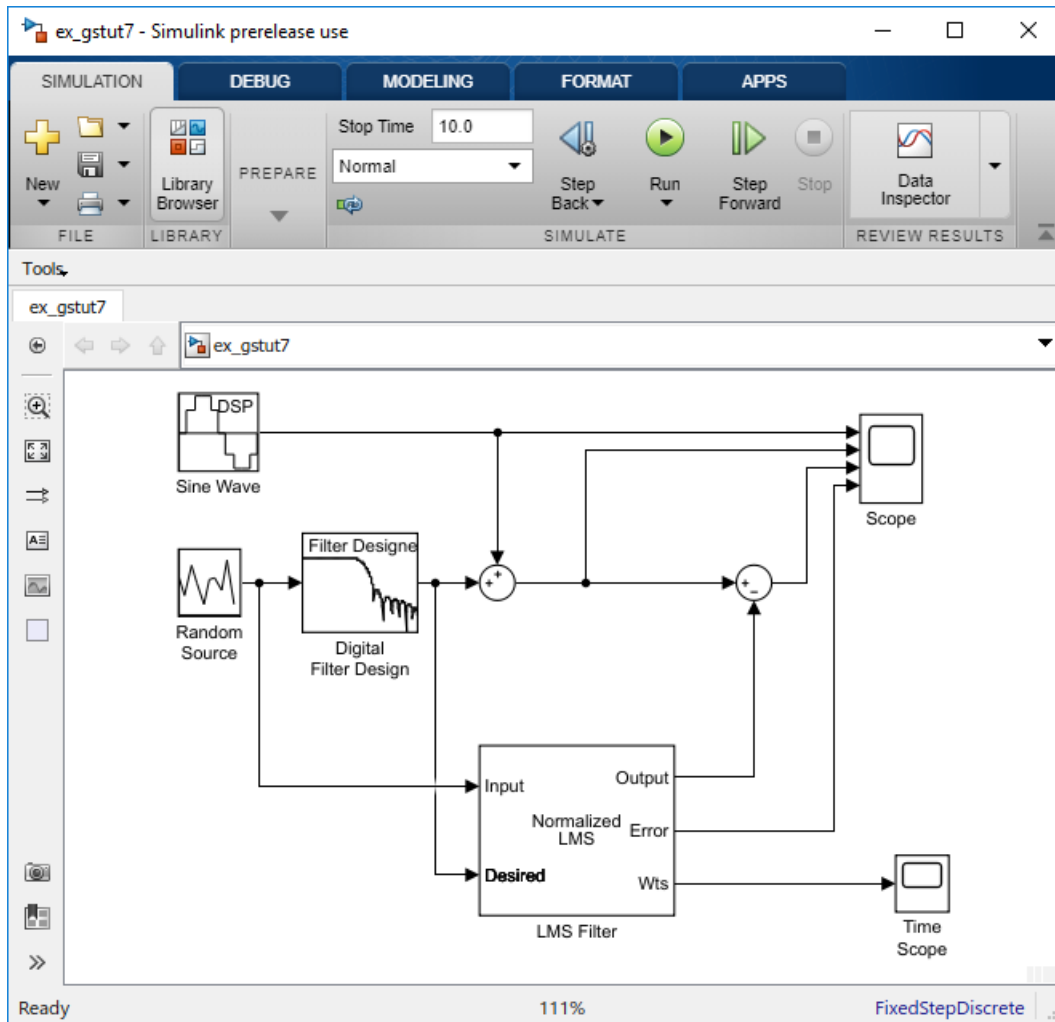 ex_gstut7 - Simulink prerelease use
SIMULATION DEBUG MODELING FORMAT APPS
New
FILE
Library
Browser
LIBRARY
PREPARE
Stop Time 10.0
Normal
Step
Back
Run
Step
Forward
Stop
SIMULATE
Data
Inspector
REVIEW RESULTS
Tools
ex_gstut7
ex_gstut7
DSP
Sine Wave
Scope
Random
Source
Filter Designe
Digital
Filter Design
+ +
+ -
Input
Desired
Normalized
LMS
Output
Error
Wts
LMS Filter
Time
Scope
Ready 111% FixedStepDiscrete